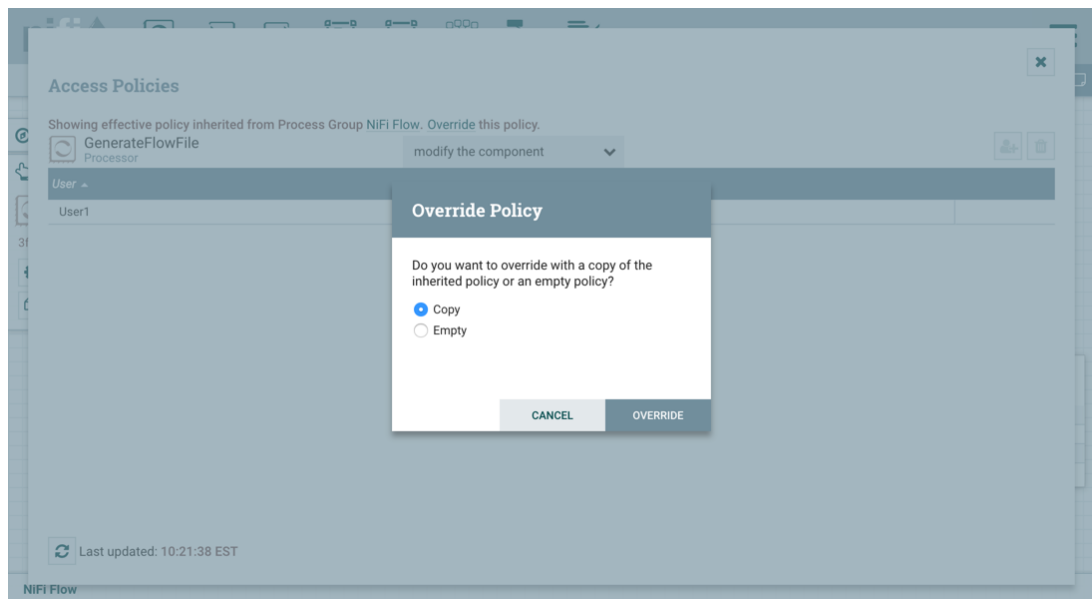 nifi
Access Policies
Showing effective policy inherited from Process Group NiFi Flow. Override this policy.
GenerateFlowFile
Processor
modify the component
User
User1
Override Policy
Do you want to override with a copy of the
inherited policy or an empty policy?
Copy
Empty
CANCEL
OVERRIDE
3f
Last updated: 10:21:38 EST
NiFi Flow